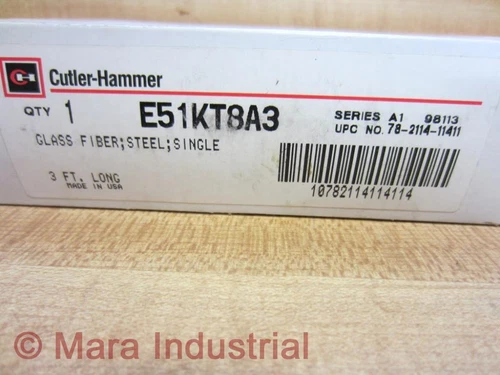 CH Cutler-Hammer
QTY 1 E51KT8A3 SERIES A1 98113
UPC NO. 78-2114-11411
GLASS FIBER;STEEL;SINGLE
3 FT. LONG
MADE IN USA
10782114114114
© Mara Industrial